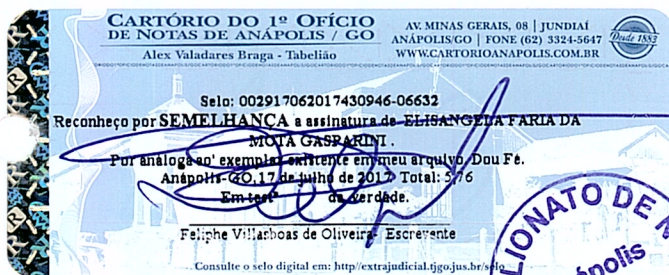 CARTÓRIO DO 1º OFÍCIO
DE NOTAS DE ANÁPOLIS / GO
Alex Valadares Braga - Tabelião
AV. MINAS GERAIS, 08 | JUNDIAÍ
ANÁPOLIS/GO | FONE (62) 3324-5647
WWW.CARTORIOANAPOLIS.COM.BR
Desde 1883
Selo: 00291706201743094​6-06632
Reconheço por SEMELHANÇA a assinatura de ELISANGELA FARIA DA
MOTA GASPARINI .
Por análoga ao' exemplar existente em meu arquivo. Dou Fé.
Anápolis-GO, 17 de julho de 2017 Total: 5,76
Em test da verdade.
Feliphe Villasboas de Oliveira- Escrevente
Consulte o selo digital em: http//extrajudicial.tjgo.jus.br/selo
IONATO DE